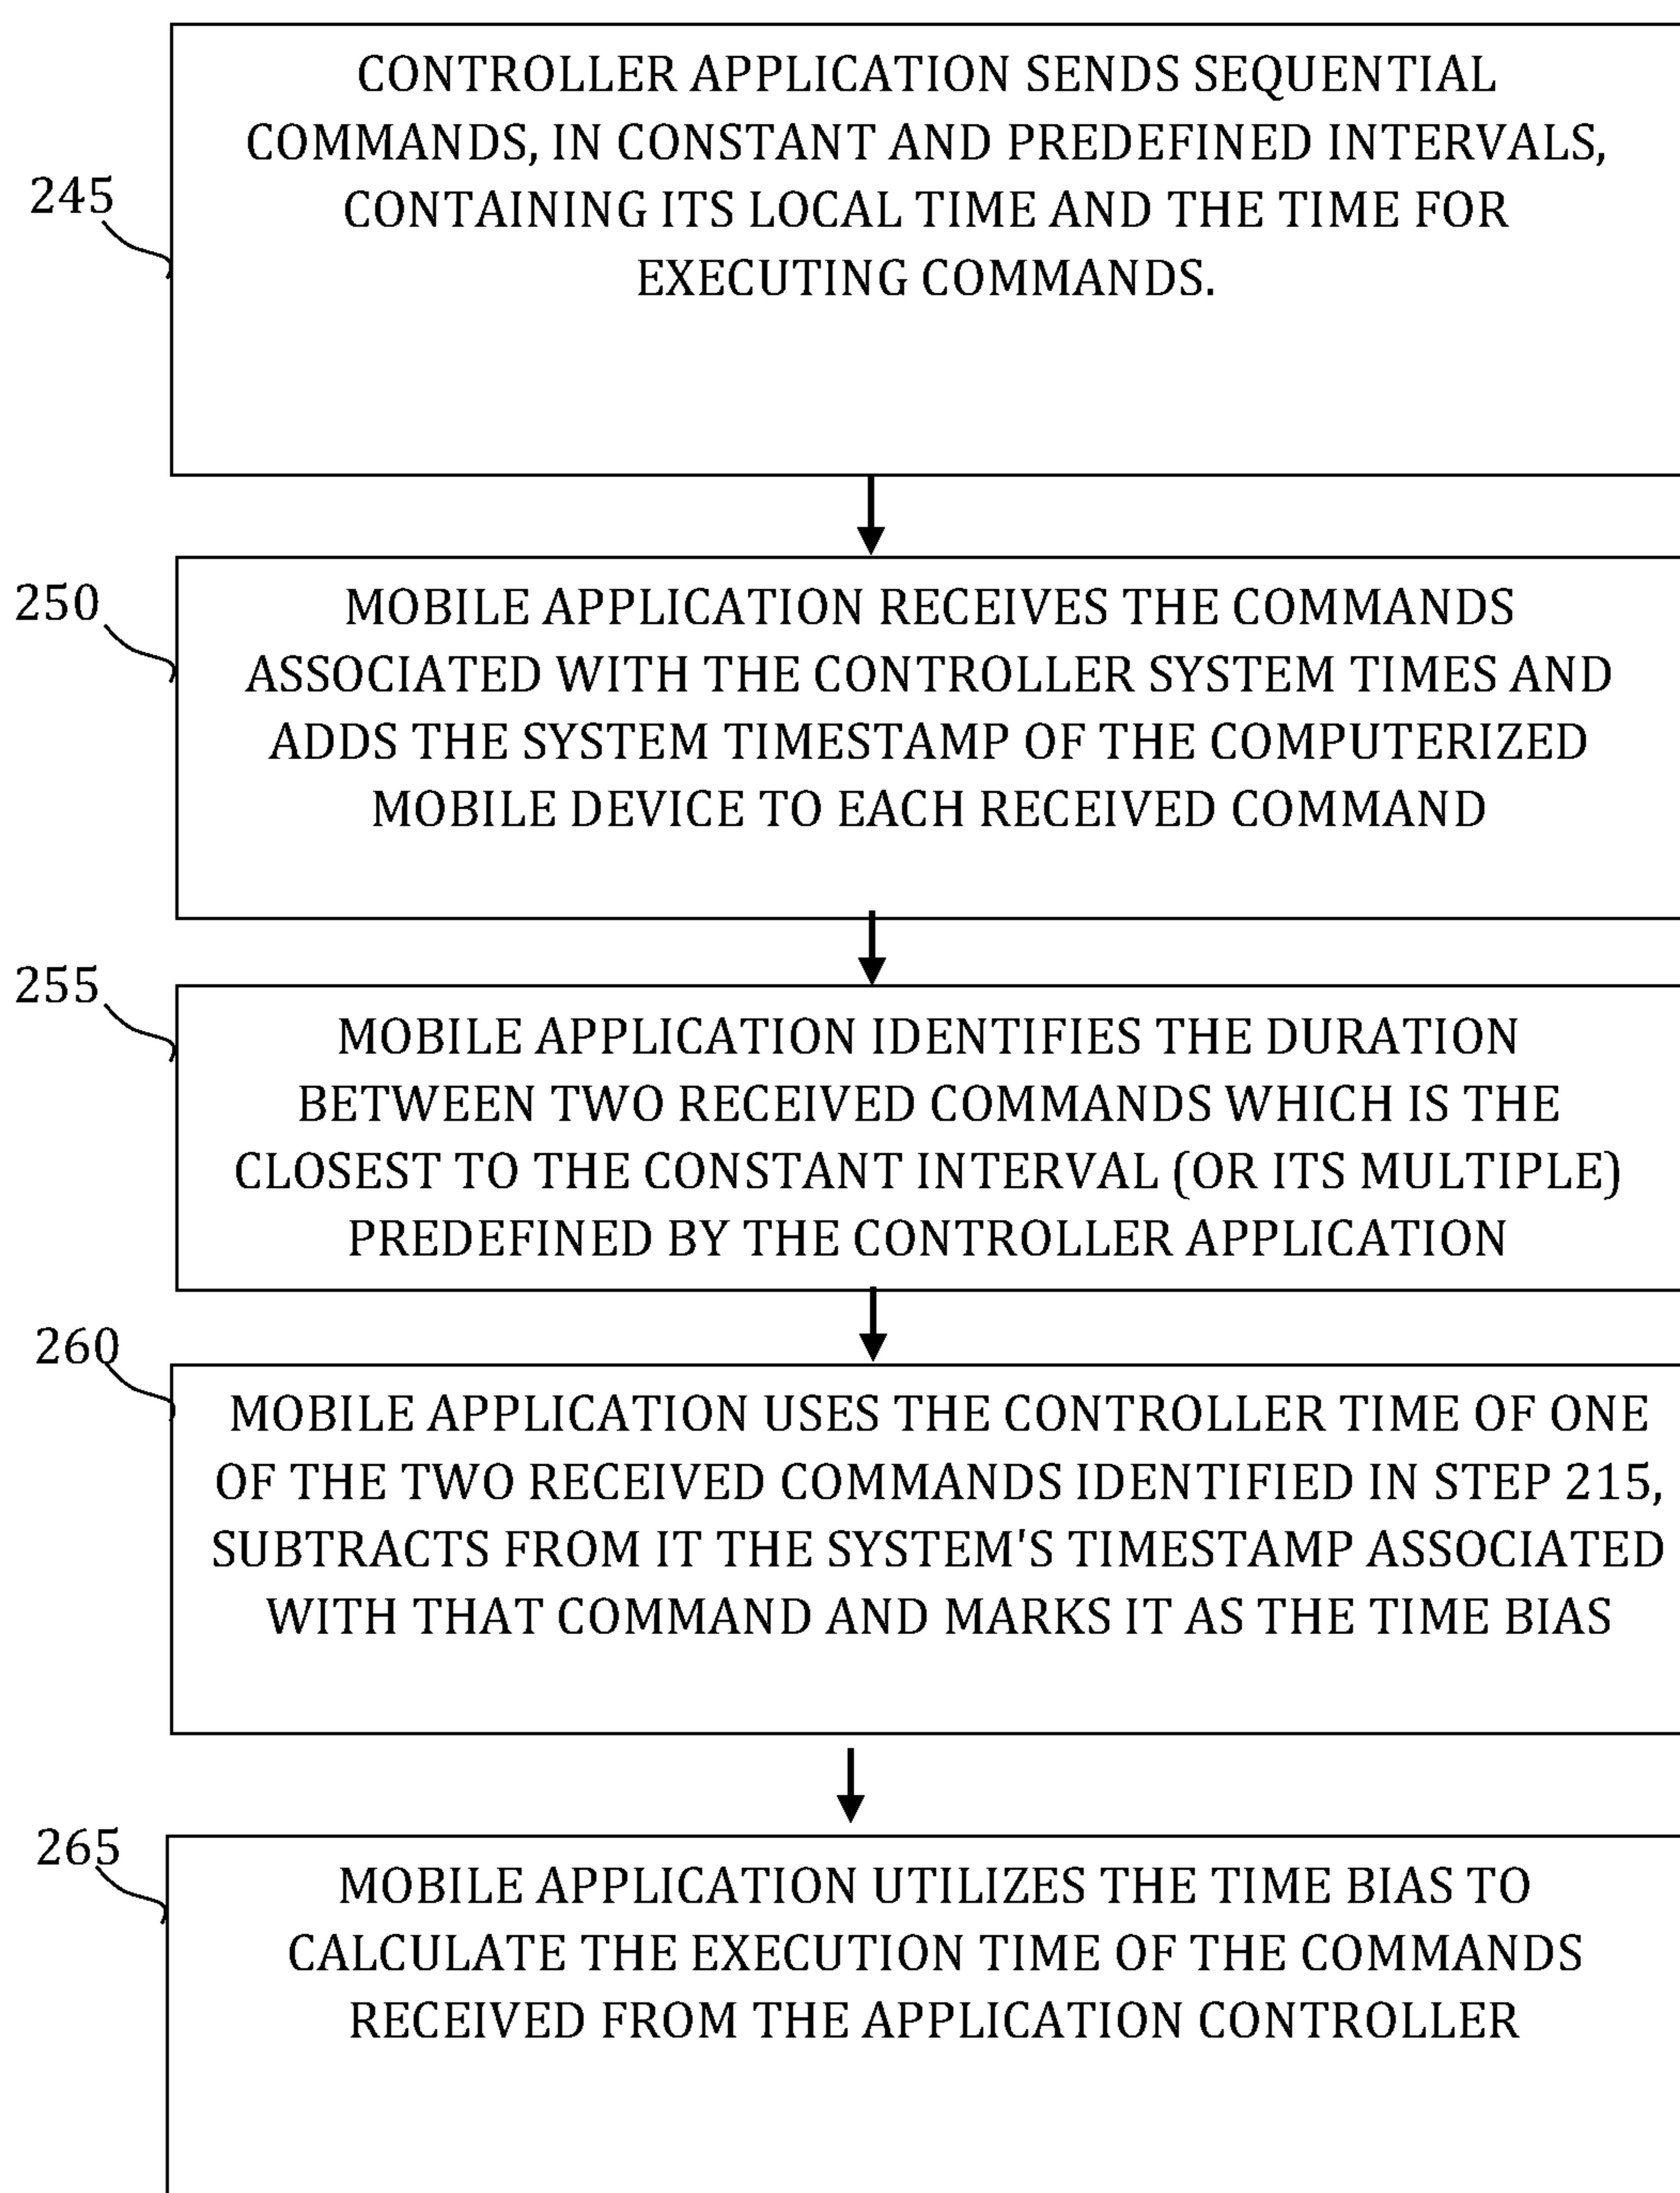 CONTROLLER APPLICATION SENDS SEQUENTIAL
COMMANDS, IN CONSTANT AND PREDEFINED INTERVALS,
245
CONTAINING ITS LOCAL TIME AND THE TIME FOR
EXECUTING COMMANDS.
250
MOBILE APPLICATION RECEIVES THE COMMANDS
ASSOCIATED WITH THE CONTROLLER SYSTEM TIMES AND
ADDS THE SYSTEM TIMESTAMP OF THE COMPUTERIZED
MOBILE DEVICE TO EACH RECEIVED COMMAND
255
MOBILE APPLICATION IDENTIFIES THE DURATION
BETWEEN TWO RECEIVED COMMANDS WHICH IS THE
CLOSEST TO THE CONSTANT INTERVAL (OR ITS MULTIPLE)
PREDEFINED BY THE CONTROLLER APPLICATION
260
MOBILE APPLICATION USES THE CONTROLLER TIME OF ONE
OF THE TWO RECEIVED COMMANDS IDENTIFIED IN STEP 215,
SUBTRACTS FROM IT THE SYSTEM'S TIMESTAMP ASSOCIATED
WITH THAT COMMAND AND MARKS IT AS THE TIME BIAS
265
MOBILE APPLICATION UTILIZES THE TIME BIAS TO
CALCULATE THE EXECUTION TIME OF THE COMMANDS
RECEIVED FROM THE APPLICATION CONTROLLER